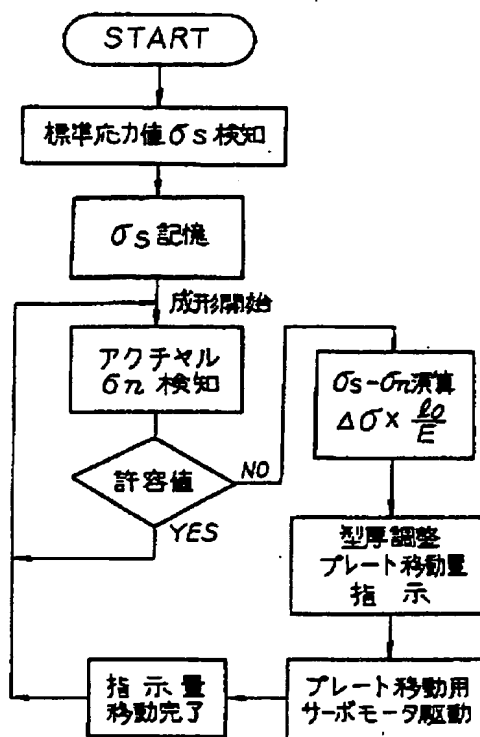 START
標準応力値σs検知
σs記憶
成形開始
アクチャル
σn検知
許容値
NO
YES
σs-σn演算
Δσ× ℓo/E
型厚調整
プレート移動量
指示
プレート移動用
サーボモータ駆動
指示量
移動完了